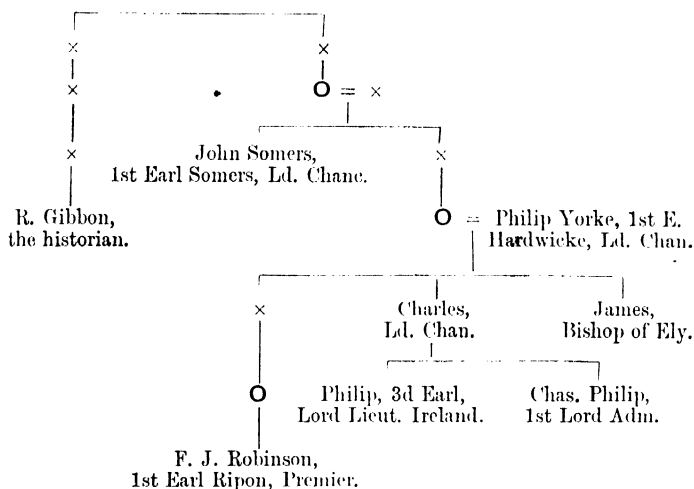 John Somers,
1st Earl Somers, Ld. Chanc.
R. Gibbon,
the historian.
Philip Yorke, 1st E.
Hardwicke, Ld. Chan.
Charles,
Ld. Chan.
James,
Bishop of Ely.
Philip, 3d Earl,
Lord Lieut. Ireland.
Chas. Philip,
1st Lord Adm.
F. J. Robinson,
1st Earl Ripon, Premier.